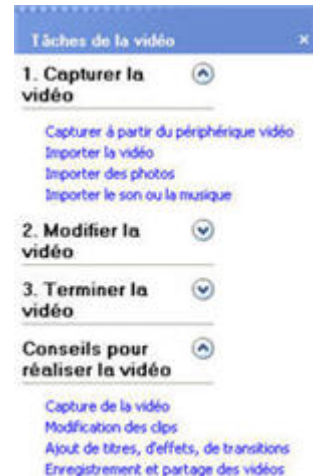 Tâches de la vidéo
1. Capturer la
vidéo
Capturer à partir du périphérique vidéo
Importer la vidéo
Importer des photos
Importer le son ou la musique
2. Modifier la
vidéo
3. Terminer la
vidéo
Conseils pour
réaliser la vidéo
Capture de la vidéo
Modification des clips
Ajout de titres, d'effets, de transitions
Enregistrement et partage des vidéos